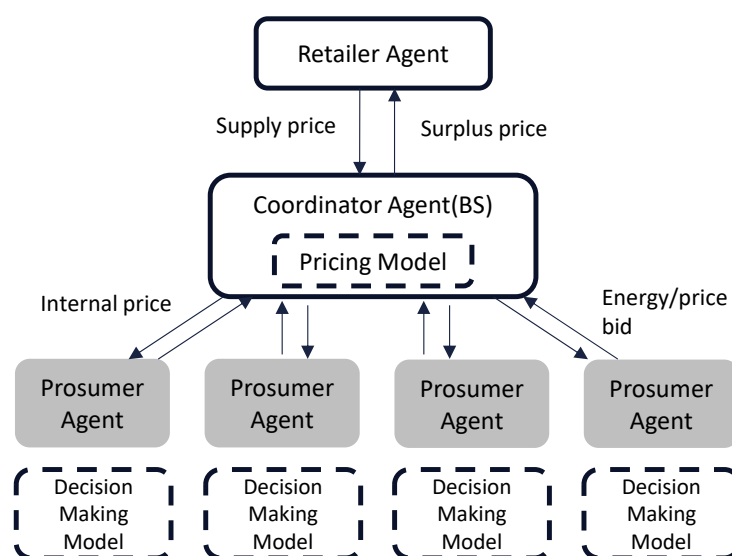 Retailer Agent
Supply price
Surplus price
Coordinator Agent(BS)
Pricing Model
Internal price
Energy/price
bid
Prosumer
Agent
Prosumer
Agent
Prosumer
Agent
Prosumer
Agent
Decision
Making
Model
Decision
Making
Model
Decision
Making
Model
Decision
Making
Model